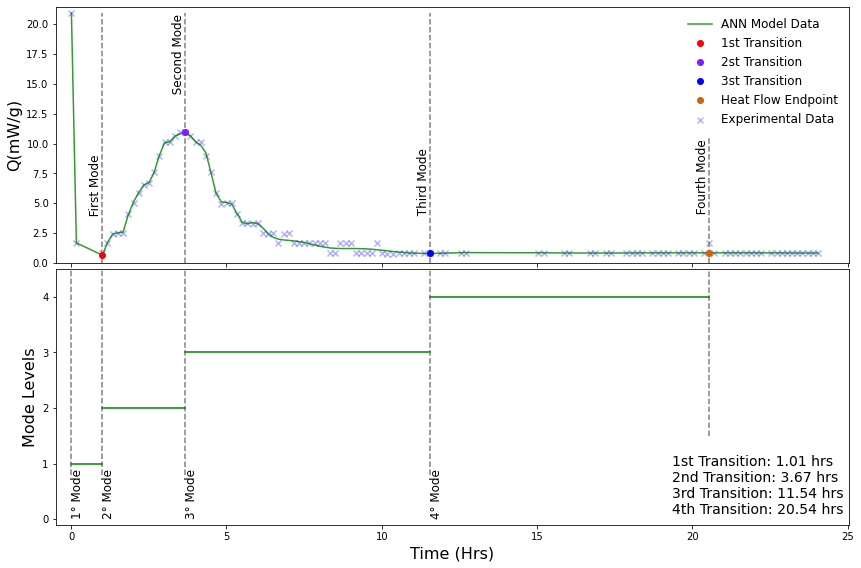 Q(mW/g)
20.0
17.5
15.0
12.5
10.0
7.5
5.0
2.5
0.0
First Mode
Second Mode
Third Mode
Fourth Mode
ANN Model Data
1st Transition
2st Transition
3st Transition
Heat Flow Endpoint
Experimental Data
Mode Levels
4
3
2
1
0
1° Mode
2° Mode
3° Mode
4° Mode
1st Transition: 1.01 hrs
2nd Transition: 3.67 hrs
3rd Transition: 11.54 hrs
4th Transition: 20.54 hrs
0
5
10
15
20
25
Time (Hrs)